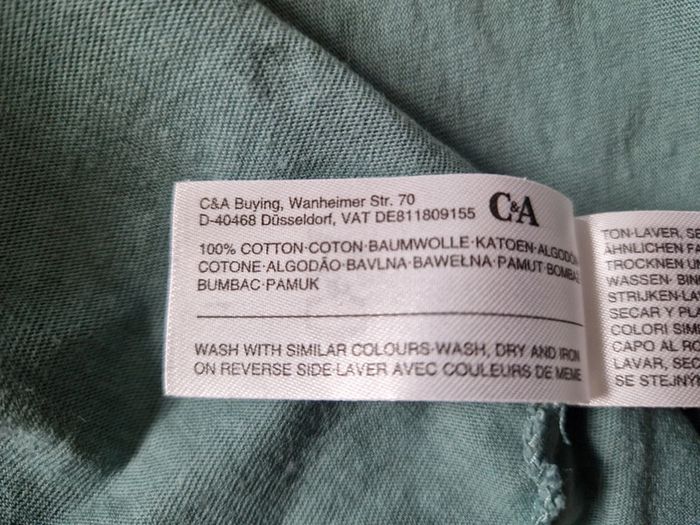 C&A Buying, Wanheimer Str. 70
D-40468 Düsseldorf, VAT DE811809155
C&A
100% COTTON·COTON·BAUMWOLLE·KATOEN·ALGODÓN
COTONE·ALGODÃO·BAVLNA·BAWEŁNA·PAMUT·BOMBAŽ
BUMBAC·PAMUK
WASH WITH SIMILAR COLOURS·WASH, DRY AND IRON
ON REVERSE SIDE·LAVER AVEC COULEURS DE MEME
TON·LAVER, SE
ÄHNLICHEN FA
TROCKNEN UN
WASSEN· BIN
STRIJKEN·LA
SECAR Y PLA
COLORI SIM
CAPO AL RO
LAVAR, SEC
SE STEJNÝ